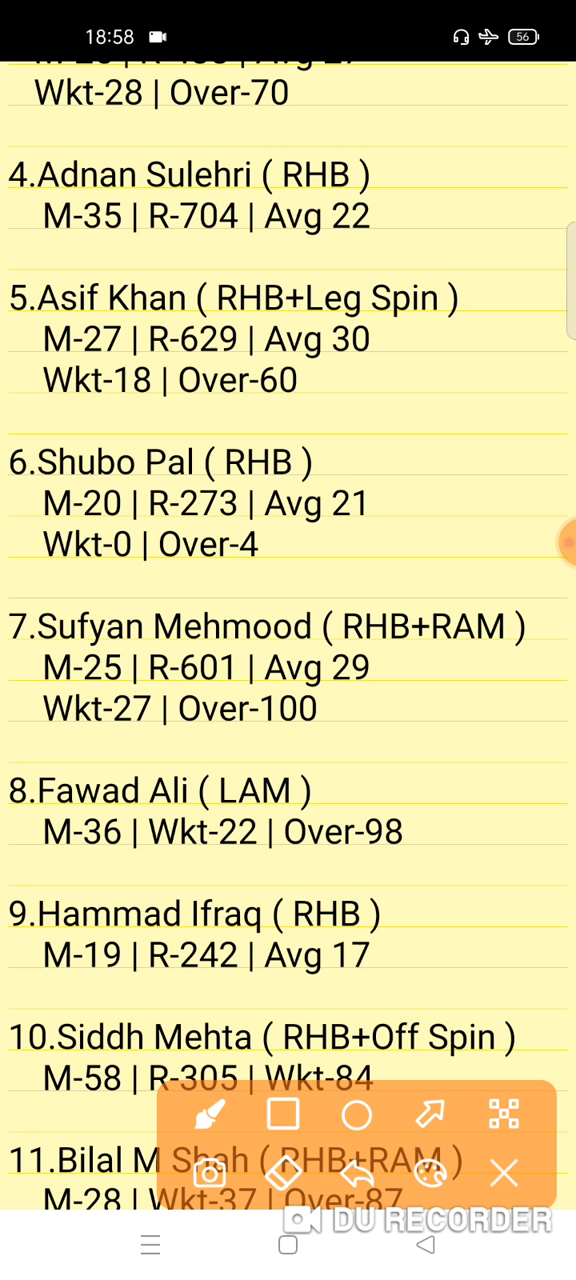 18:58
56
Wkt-28 | Over-70
4.Adnan Sulehri ( RHB )
M-35 | R-704 | Avg 22
5.Asif Khan ( RHB+Leg Spin )
M-27 | R-629 | Avg 30
Wkt-18 | Over-60
6.Shubo Pal ( RHB )
M-20 | R-273 | Avg 21
Wkt-0 | Over-4
7.Sufyan Mehmood ( RHB+RAM )
M-25 | R-601 | Avg 29
Wkt-27 | Over-100
8.Fawad Ali ( LAM )
M-36 | Wkt-22 | Over-98
9.Hammad Ifraq ( RHB )
M-19 | R-242 | Avg 17
10.Siddh Mehta ( RHB+Off Spin )
M-58 | R-305 | Wkt-84
11.Bilal M Shah ( RHB+RAM )
M-28 | Wkt-37 | Over-87
DU RECORDER